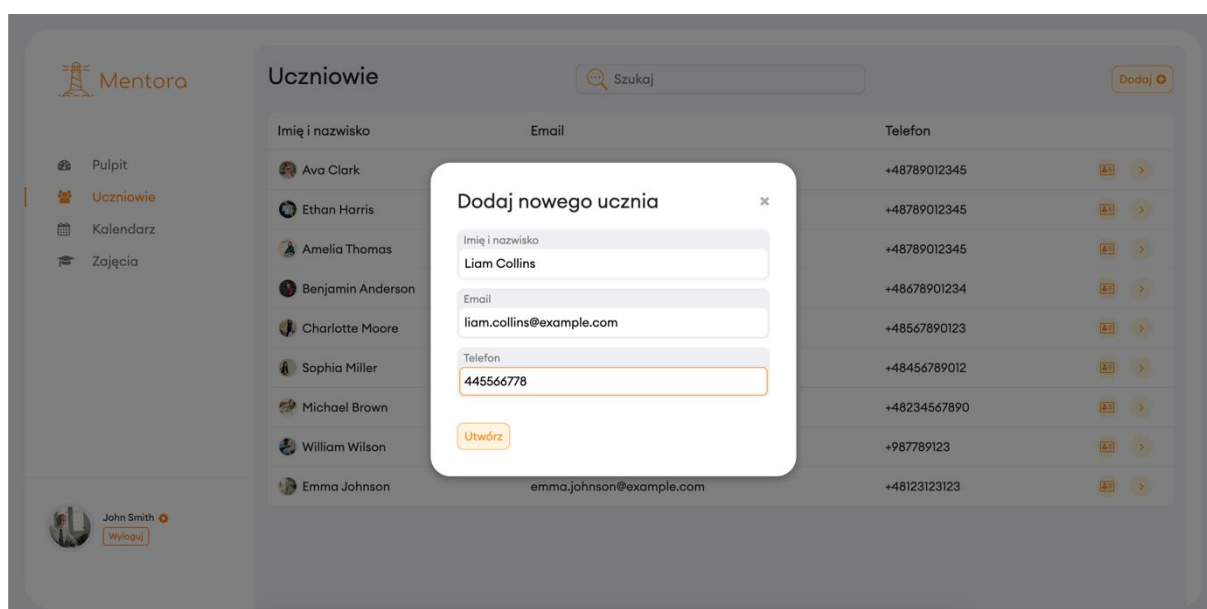 Mentora
Uczniowie
Szukaj
Dodaj
Imię i nazwisko Email Telefon
Pulpit
Uczniowie
Kalendarz
Zajęcia
Ava Clark +48789012345
Ethan Harris +48789012345
Amelia Thomas +48789012345
Benjamin Anderson +48678901234
Charlotte Moore +48567890123
Sophia Miller +48456789012
Michael Brown +48234567890
William Wilson +987789123
Emma Johnson emma.johnson@example.com +48123123123
Dodaj nowego ucznia ×
Imię i nazwisko
Liam Collins
Email
liam.collins@example.com
Telefon
445566778
Utwórz
John Smith
Wyloguj